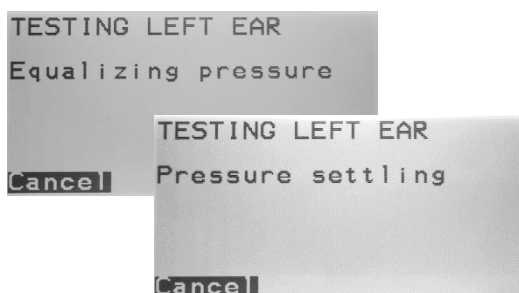 TESTING LEFT EAR
Equalizing pressure
Cancel
TESTING LEFT EAR
Pressure settling
Cancel